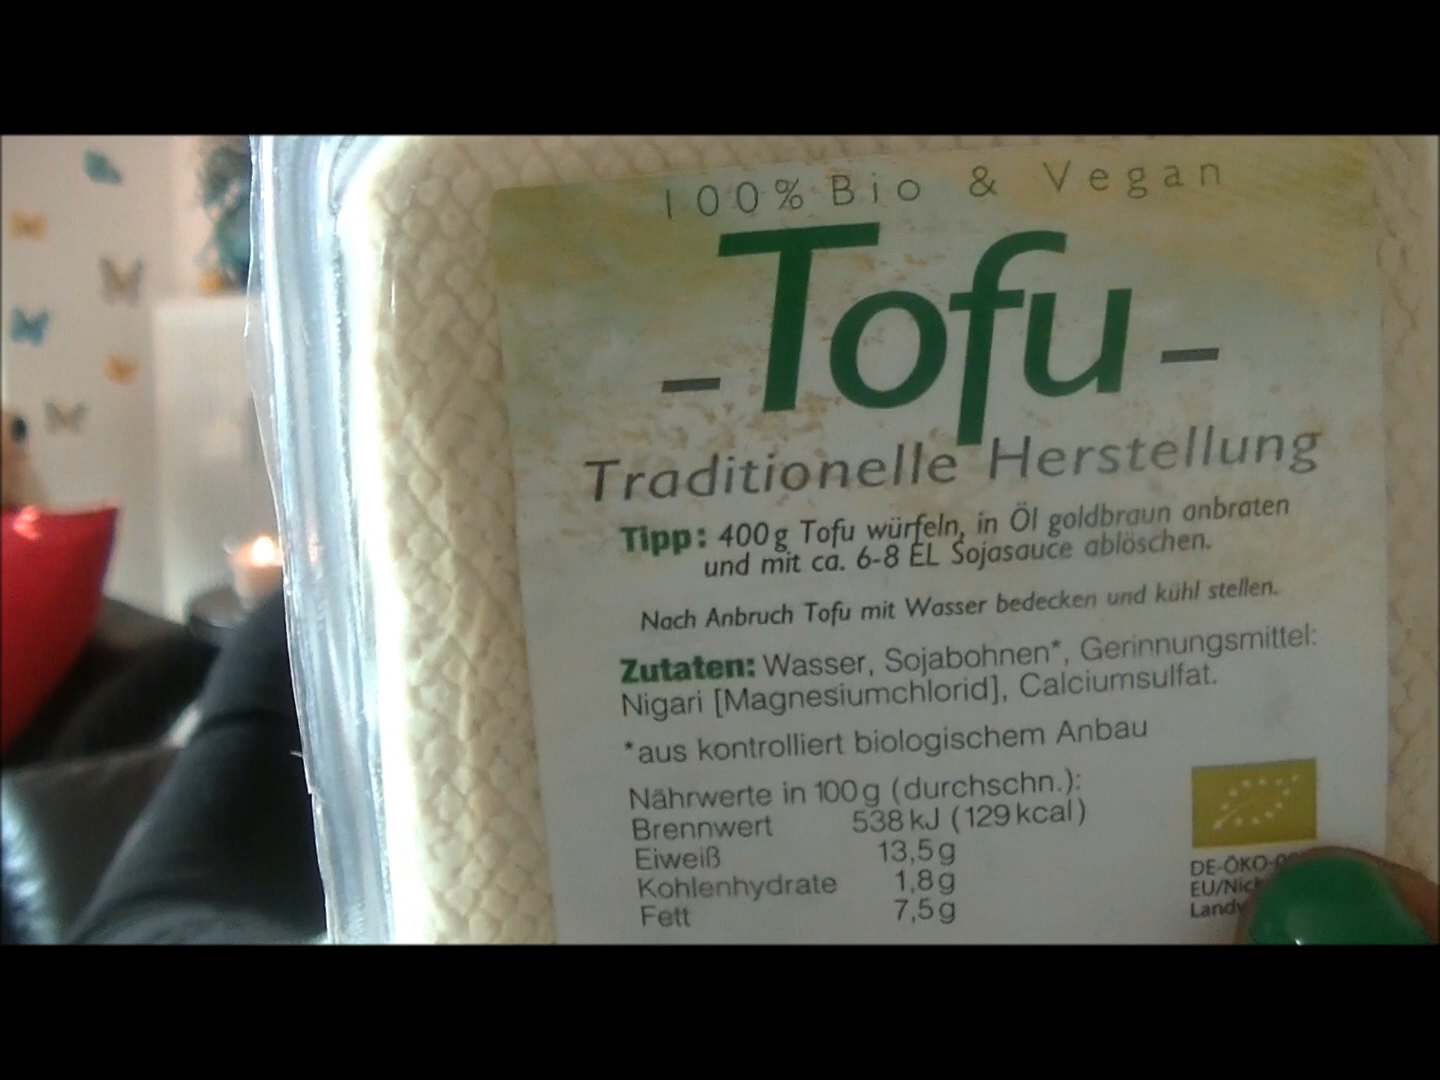 100% Bio & Vegan
-Tofu-
Traditionelle Herstellung
Tipp: 400g Tofu würfeln, in Öl goldbraun anbraten
und mit ca. 6-8 EL Sojasauce ablöschen.
Nach Anbruch Tofu mit Wasser bedecken und kühl stellen.
Zutaten: Wasser, Sojabohnen*, Gerinnungsmittel:
Nigari [Magnesiumchlorid], Calciumsulfat.
*aus kontrolliert biologischem Anbau
Nährwerte in 100g (durchschn.):
Brennwert 538 kJ (129 kcal)
Eiweiß 13,5g
Kohlenhydrate 1,8g
Fett 7,5g